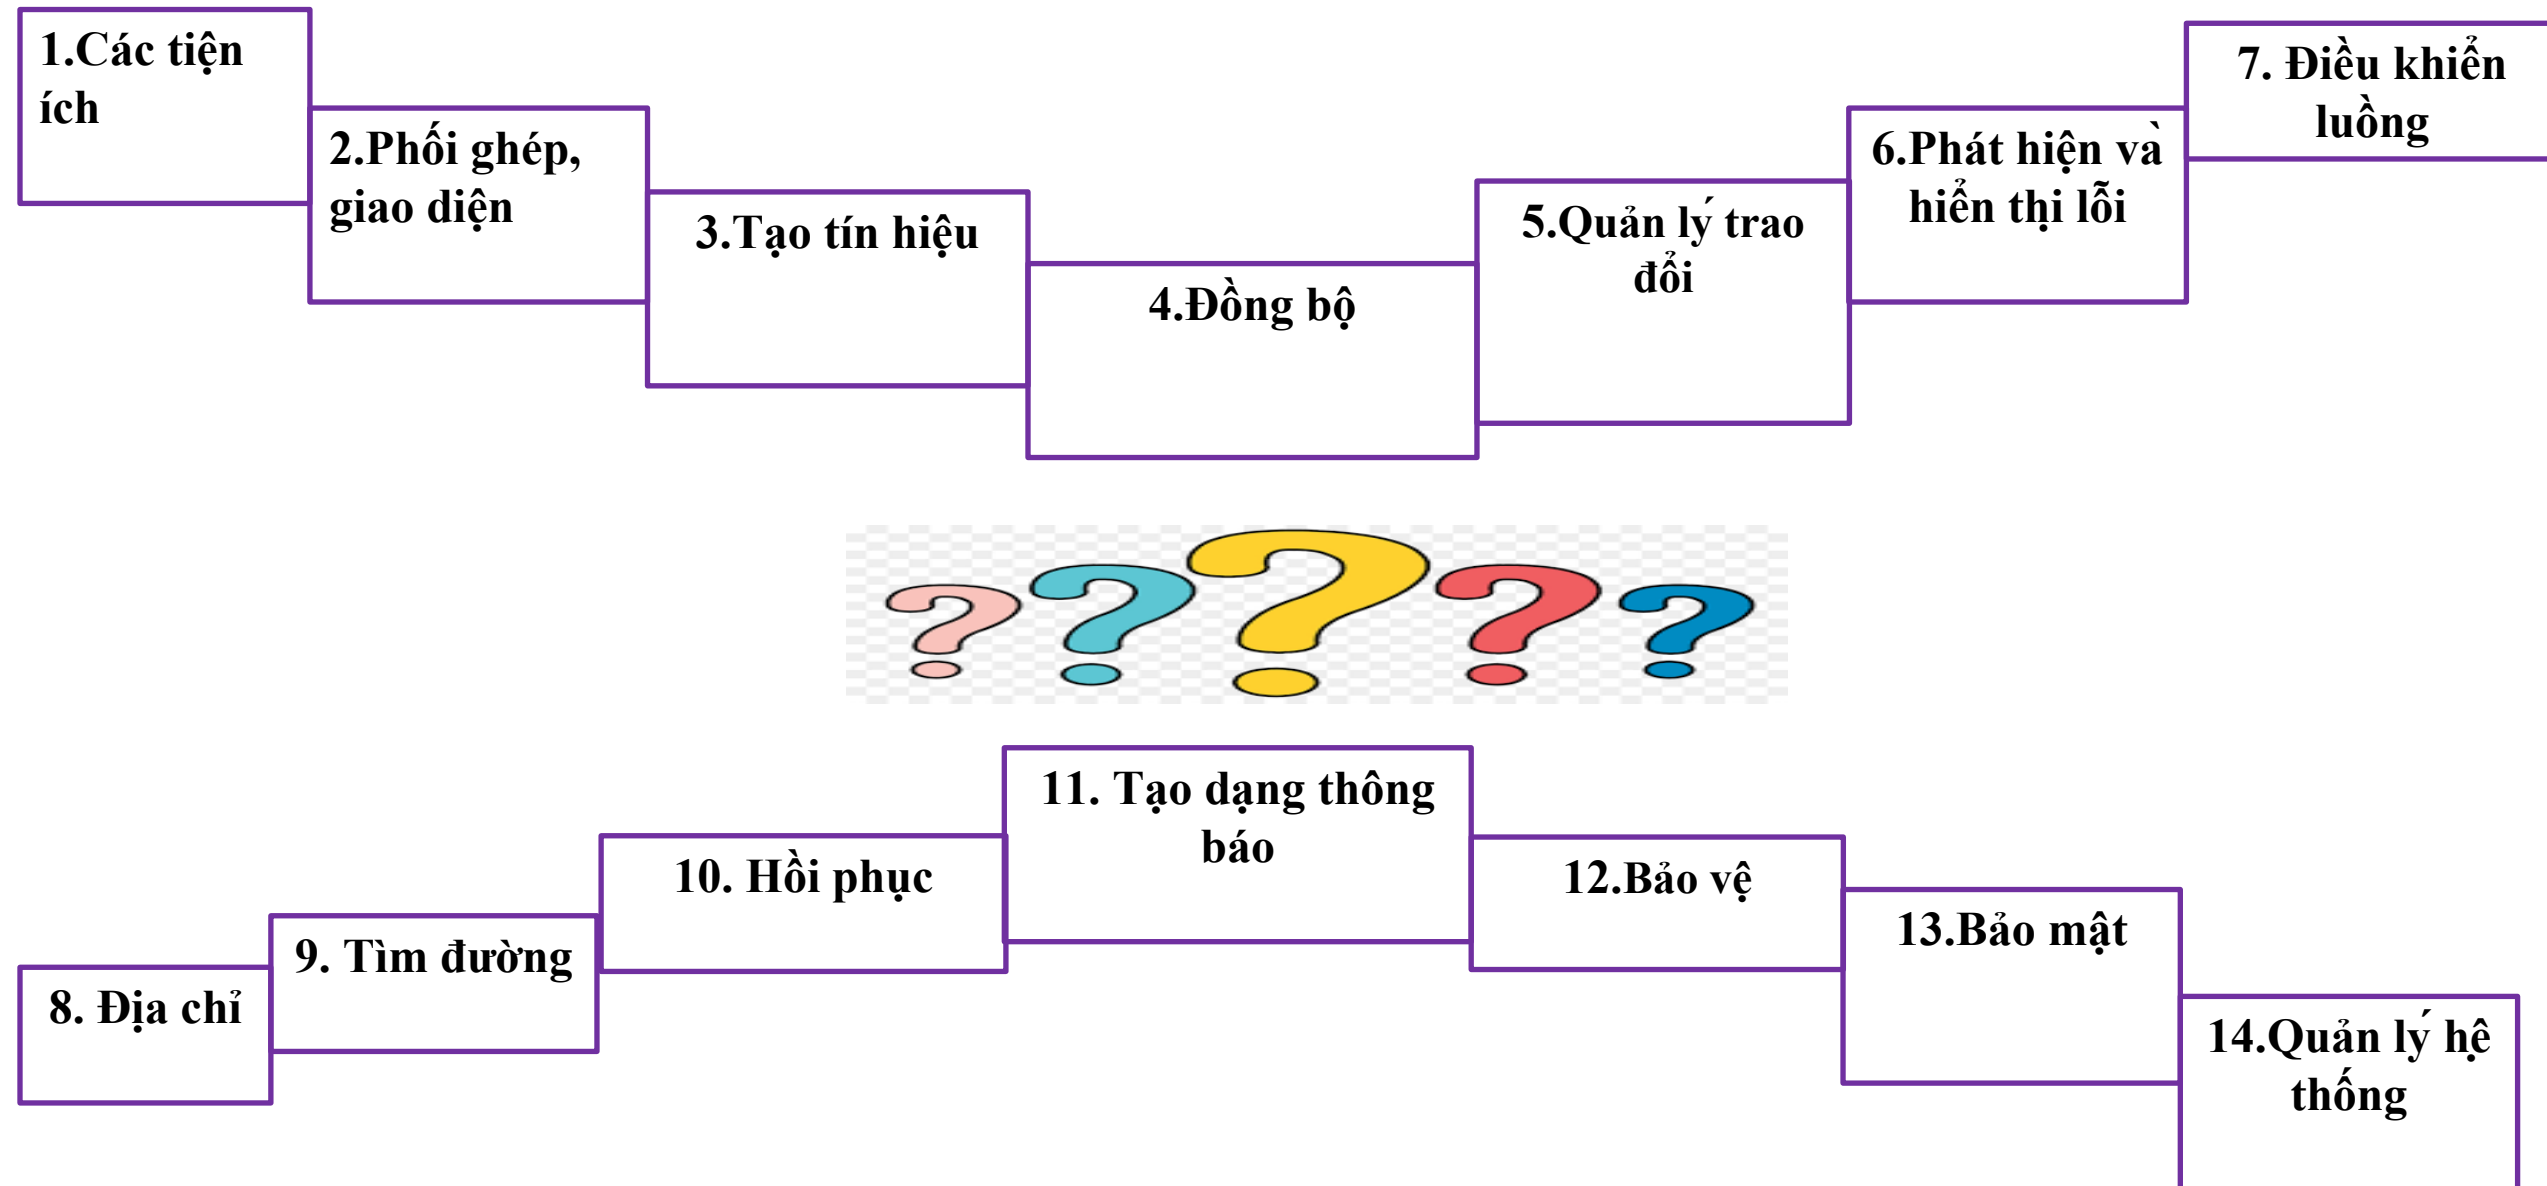 1.Các tiện
ích
2.Phối ghép,
giao diện
3.Tạo tín hiệu
4.Đồng bộ
5.Quản lý trao
đổi
6.Phát hiện và
hiển thị lỗi
7. Điều khiển
luồng
8. Địa chỉ
9. Tìm đường
10. Hồi phục
11. Tạo dạng thông
báo
12.Bảo vệ
13.Bảo mật
14.Quản lý hệ
thống